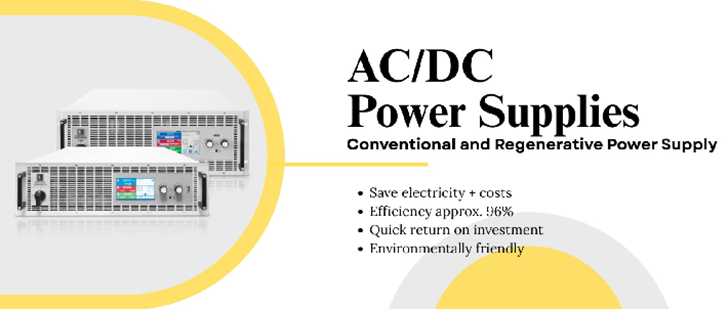 AC/DC
Power Supplies
Conventional and Regenerative Power Supply
• Save electricity + costs
• Efficiency approx. 96%
• Quick return on investment
• Environmentally friendly